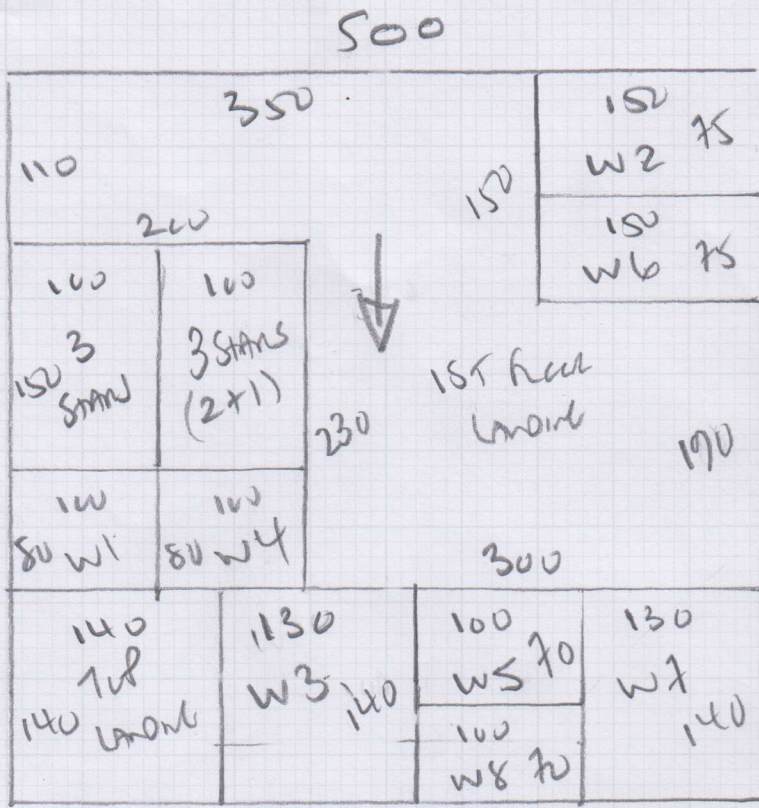 500
350
110
150
W2 75
150
150
W6 75
200
100
3
150 STAIRS
100
3 STAIRS
(2+1)
230
1ST FLOOR
LANDING
190
100
80 W1
100
80 W4
300
140
TOP
140 LANDING
130
W3 140
100
W5 70
100
W8 70
130
W7
140